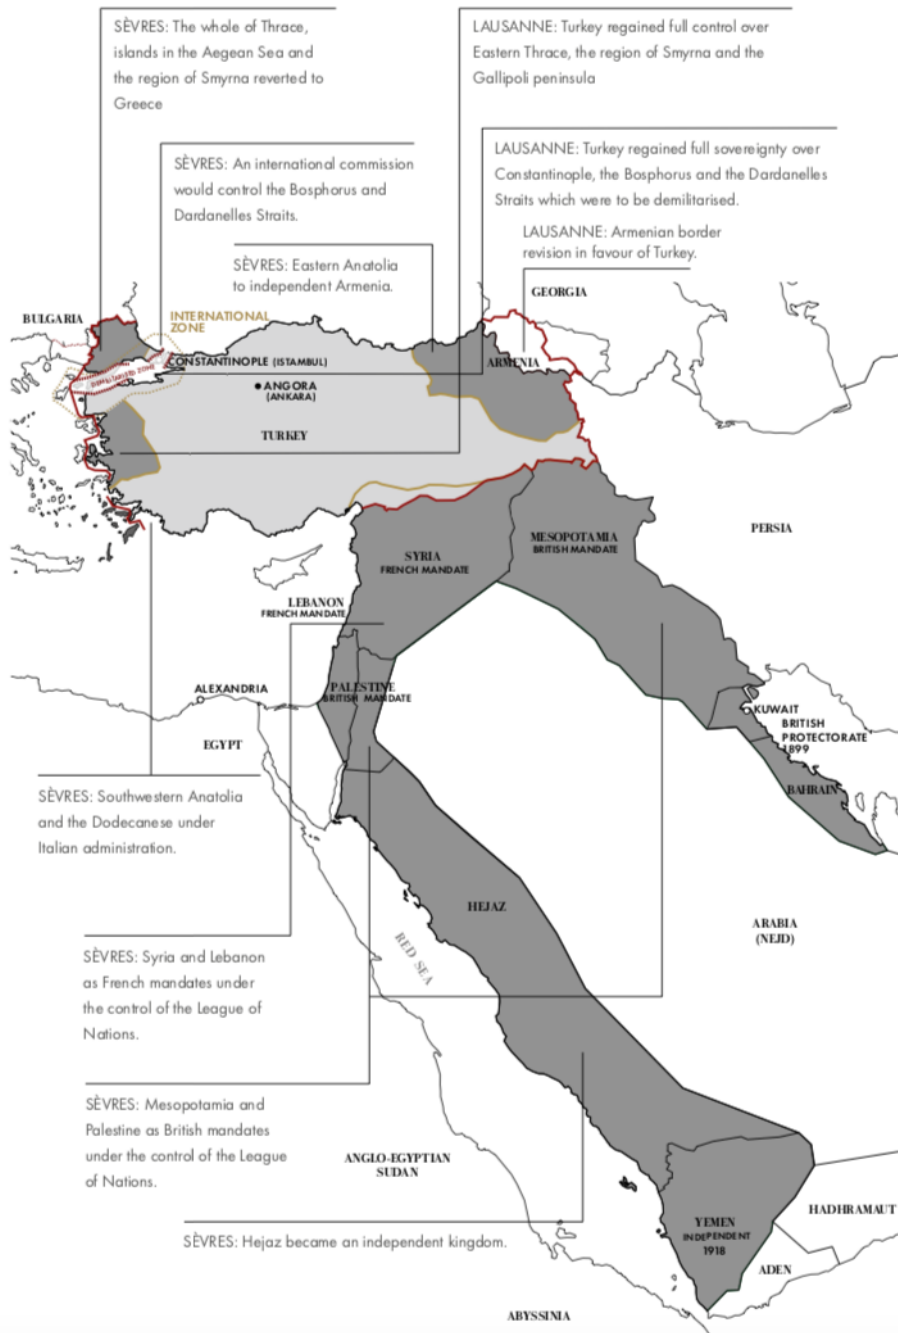 SÈVRES: The whole of Thrace,
islands in the Aegean Sea and
the region of Smyrna reverted to
Greece
LAUSANNE: Turkey regained full control over
Eastern Thrace, the region of Smyrna and the
Gallipoli peninsula
SÈVRES: An international commission
would control the Bosphorus and
Dardanelles Straits.
LAUSANNE: Turkey regained full sovereignty over
Constantinople, the Bosphorus and the Dardanelles
Straits which were to be demilitarised.
LAUSANNE: Armenian border
revision in favour of Turkey.
SÈVRES: Eastern Anatolia
to independent Armenia.
GEORGIA
BULGARIA
INTERNATIONAL
ZONE
CONSTANTINOPLE (ISTAMBUL)
ARMENIA
DEMILITARISED ZONE
ANGORA
(ANKARA)
TURKEY
PERSIA
MESOPOTAMIA
BRITISH MANDATE
SYRIA
FRENCH MANDATE
LEBANON
FRENCH MANDATE
PALESTINE
BRITISH MANDATE
ALEXANDRIA
EGYPT
KUWAIT
BRITISH
PROTECTORATE
1899
BAHRAIN
SÈVRES: Southwestern Anatolia
and the Dodecanese under
Italian administration.
HEJAZ
ARABIA
(NEJD)
RED SEA
SÈVRES: Syria and Lebanon
as French mandates under
the control of the League of
Nations.
SÈVRES: Mesopotamia and
Palestine as British mandates
under the control of the League
of Nations.
ANGLO-EGYPTIAN
SUDAN
HADHRAMAUT
YEMEN
INDEPENDENT
1918
SÈVRES: Hejaz became an independent kingdom.
ADEN
ABYSSINIA